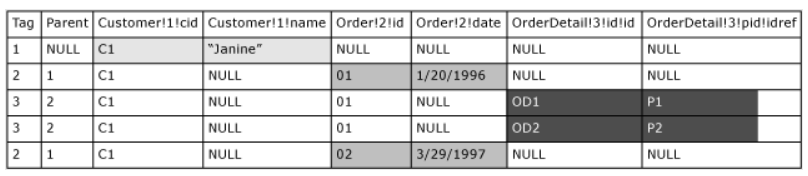 Tag Parent Customer!1!cid Customer!1!name Order!2!id Order!2!date OrderDetail!3!id!id OrderDetail!3!pid!idref
1 NULL C1 "Janine" NULL NULL NULL NULL
2 1 C1 NULL 01 1/20/1996 NULL NULL
3 2 C1 NULL 01 NULL OD1 P1
3 2 C1 NULL 01 NULL OD2 P2
2 1 C1 NULL 02 3/29/1997 NULL NULL